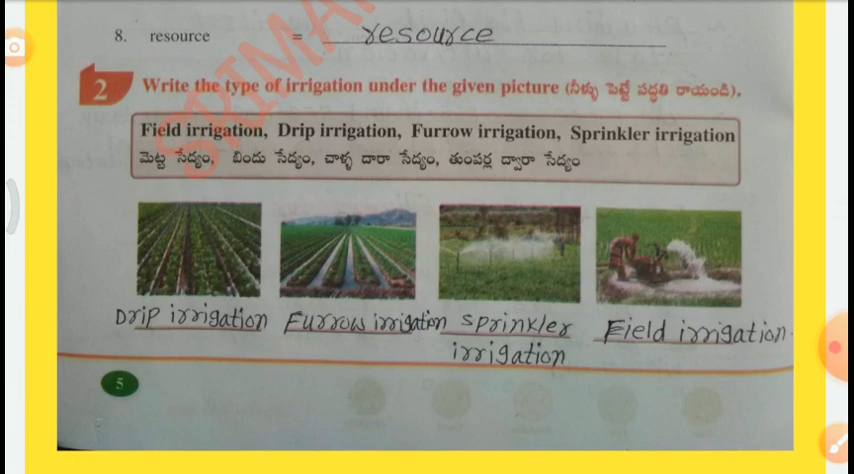 8. resource = resource
2 Write the type of irrigation under the given picture (నీళ్ళు పెట్టే పద్ధతి రాయండి).
Field irrigation, Drip irrigation, Furrow irrigation, Sprinkler irrigation
మెట్ట సేద్యం, బిందు సేద్యం, చాళ్ళ దారా సేద్యం, తుంపర్ల ద్వారా సేద్యం
Drip irrigation Furrow irrigation sprinkler Field irrigation.
irrigation
5